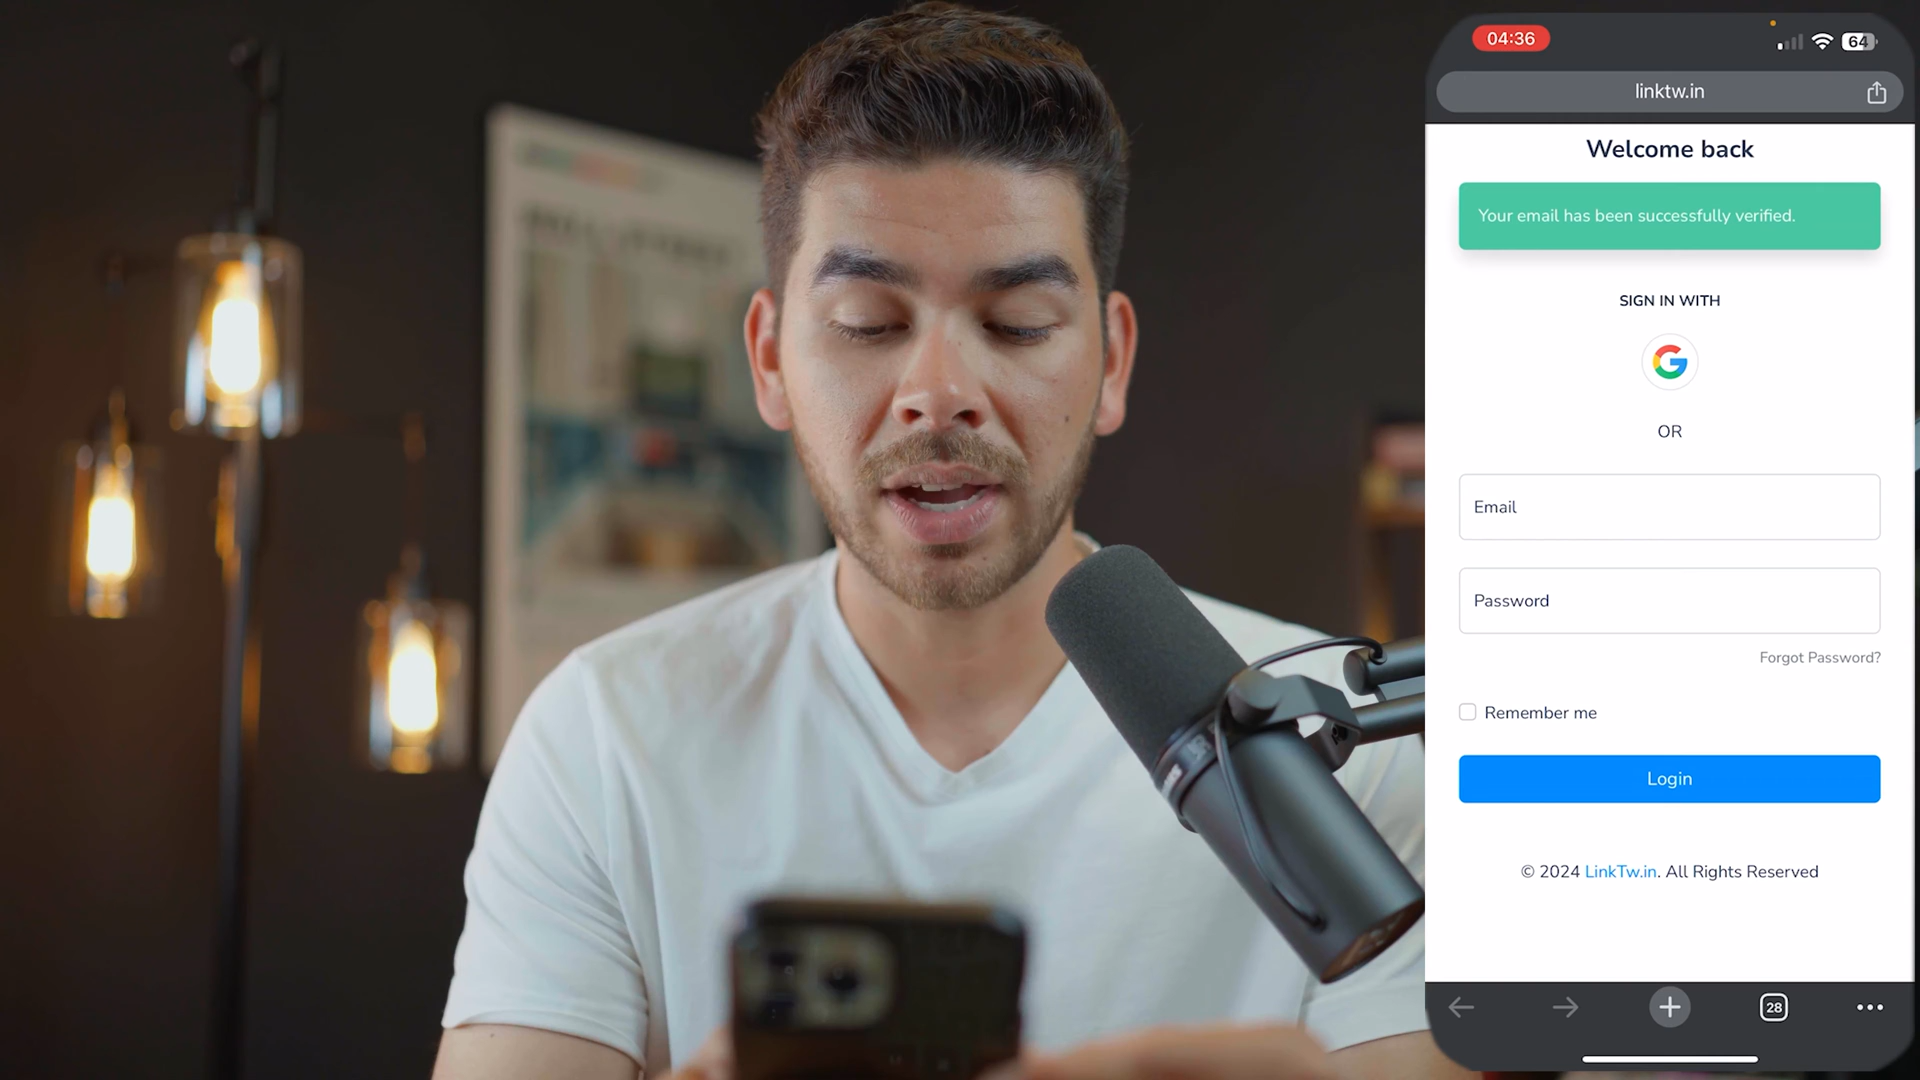 04:36
64
linktw.in
Welcome back
Your email has been successfully verified.
SIGN IN WITH
OR
Email
Password
Forgot Password?
Remember me
Login
© 2024 LinkTw.in. All Rights Reserved
28